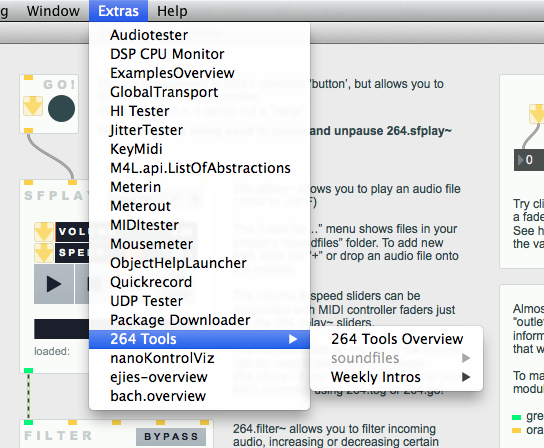 g Window Extras Help
Audiotester
DSP CPU Monitor
ExamplesOverview
GlobalTransport
HI Tester
JitterTester
KeyMidi
M4L.api.ListOfAbstractions
Meterin
Meterout
MIDItester
Mousemeter
ObjectHelpLauncher
Quickrecord
UDP Tester
Package Downloader
264 Tools
nanoKontrolViz
ejies-overview
bach.overview
264 Tools Overview
soundfiles
Weekly Intros
GO!
SFPLAY
VOL
SPE
loaded:
FILTER
BYPASS
'button', but allows you to
and unpause 264.sfplay~
ows you to play an audio file
F)
..." menu shows files in your
dfiles" folder. To add new
"+" or drop an audio file onto
speed sliders can be
h MIDI controller faders just
play~ sliders.
using 264.tog or 264.go!
264.filter~ allows you to filter incoming
audio, increasing or decreasing certain
0
Try cli
a fade
See h
the va
Almos
"outle
inform
that w
To ma
modul
gre
ora